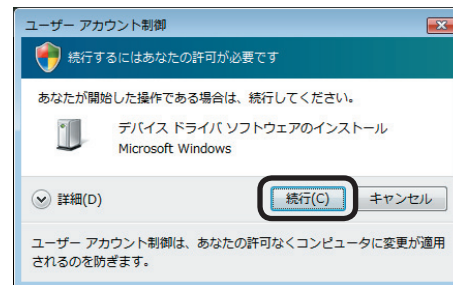 ユーザー アカウント制御
続行するにはあなたの許可が必要です
あなたが開始した操作である場合は、続行してください。
デバイス ドライバ ソフトウェアのインストール
Microsoft Windows
詳細(D)
続行(C)
キャンセル
ユーザー アカウント制御は、あなたの許可なくコンピュータに変更が適用
されるのを防ぎます。